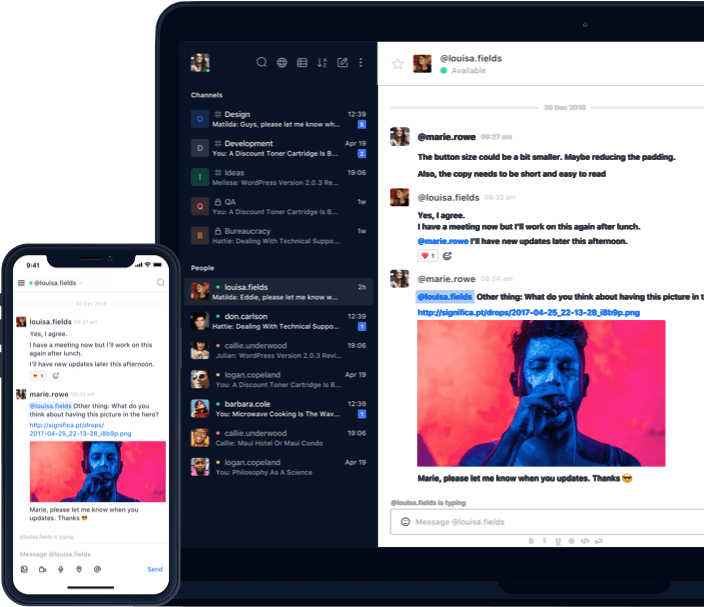 Channels
D
Design
12:39
Matilda: Guys, please let me know wh...
6
D
Development
Apr 19
You: A Discount Toner Cartridge Is B...
2
I
Ideas
19:06
Melissa: WordPress Version 2.0.3 Re...
Q
QA
1w
You: A Discount Toner Cartridge Is B...
B
Bureaucracy
1w
Hattie: Dealing With Technical Suppo...
People
louisa.fields
2h
Matilda: Eddie, please let me know w...
don.carlson
12:39
Hattie: Dealing With Technical Suppo...
1
callie.underwood
19:06
Julian: WordPress Version 2.0.3 Revi...
logan.copeland
Apr 19
You: A Discount Toner Cartridge Is B...
barbara.cole
12:39
You: Microwave Cooking Is The Wav...
1
callie.underwood
19:06
Callie: Maui Hotel Or Maui Condo
logan.copeland
Apr 19
You: Philosophy As A Science
@louisa.fields
Available
30 Dec 2018
@marie.rowe 08:27 am
The button size could be a bit smaller. Maybe reducing the padding.
Also, the copy needs to be short and easy to read
@louisa.fields 08:32 am
Yes, I agree.
I have a meeting now but I'll work on this again after lunch.
@marie.rowe I'll have new updates later this afternoon.
1
@marie.rowe 08:54 am
@louisa.fields Other thing: What do you think about having this picture in t
http://significa.pt/drops/2017-04-25_22-13-28_i8b9p.png
Marie, please let me know when you updates. Thanks 😎
@louisa.fields is typing
Message @louisa.fields
B I U S
9:41
@louisa.fields
30 Dec 2018
louisa.fields 08:27 am
Yes, I agree.
I have a meeting now but I'll work on this
again after lunch.
I'll have new updates later this afternoon.
1
marie.rowe 08:33 am
@louisa.fields Other thing: What do you
think about having this picture in the hero?
http://significa.pt/drops/
2017-04-25_22-13-28_i8b9p.png
Marie, please let me know when you
updates. Thanks 😎
@louisa.fields is typing
Message @louisa.fields
Send